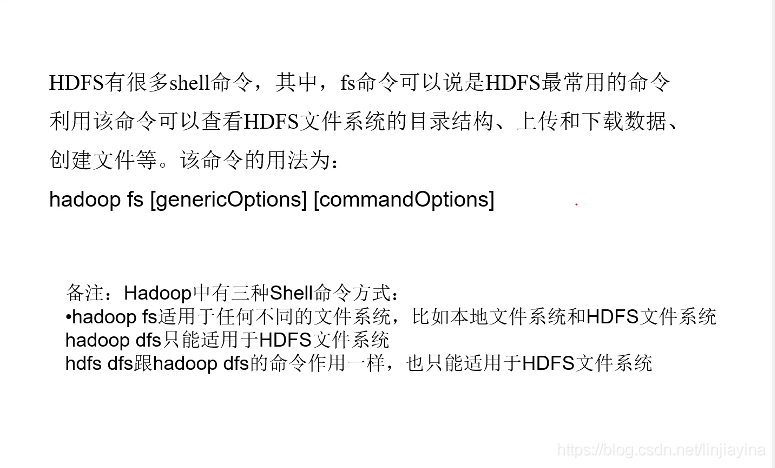 HDFS有很多shell命令，其中，fs命令可以说是HDFS最常用的命令
利用该命令可以查看HDFS文件系统的目录结构、上传和下载数据、
创建文件等。该命令的用法为：
hadoop fs [genericOptions] [commandOptions]
备注：Hadoop中有三种Shell命令方式：
•hadoop fs适用于任何不同的文件系统，比如本地文件系统和HDFS文件系统
hadoop dfs只能适用于HDFS文件系统
hdfs dfs跟hadoop dfs的命令作用一样，也只能适用于HDFS文件系统
https://blog.csdn.net/linjiayina